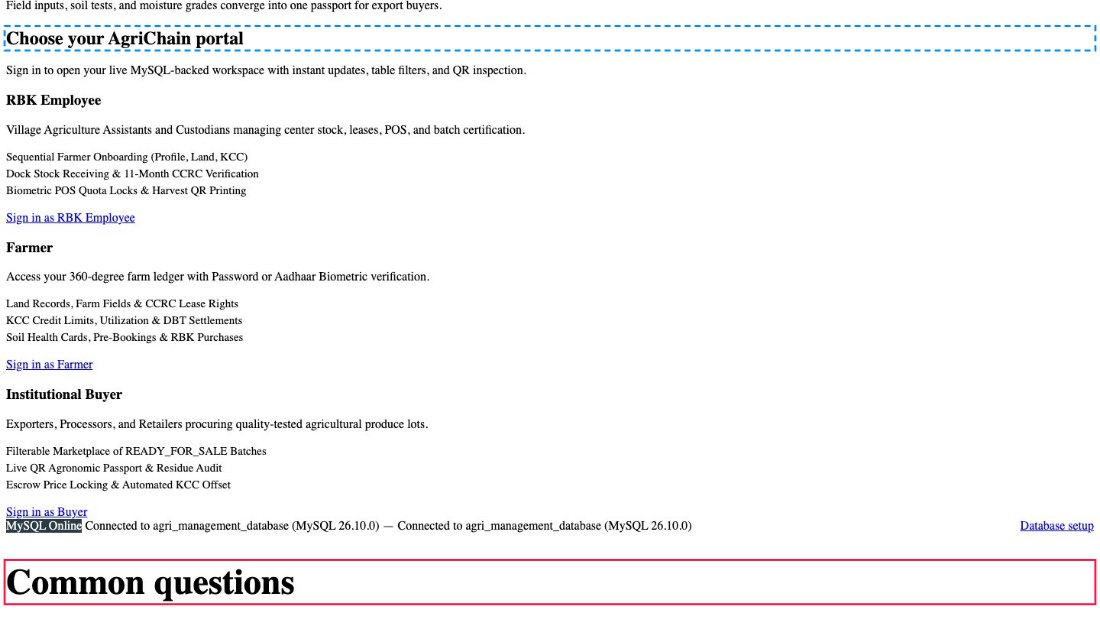 Field inputs, soil tests, and moisture grades converge into one passport for export buyers.
Choose your AgriChain portal
Sign in to open your live MySQL-backed workspace with instant updates, table filters, and QR inspection.
RBK Employee
Village Agriculture Assistants and Custodians managing center stock, leases, POS, and batch certification.
Sequential Farmer Onboarding (Profile, Land, KCC)
Dock Stock Receiving & 11-Month CCRC Verification
Biometric POS Quota Locks & Harvest QR Printing
Sign in as RBK Employee
Farmer
Access your 360-degree farm ledger with Password or Aadhaar Biometric verification.
Land Records, Farm Fields & CCRC Lease Rights
KCC Credit Limits, Utilization & DBT Settlements
Soil Health Cards, Pre-Bookings & RBK Purchases
Sign in as Farmer
Institutional Buyer
Exporters, Processors, and Retailers procuring quality-tested agricultural produce lots.
Filterable Marketplace of READY_FOR_SALE Batches
Live QR Agronomic Passport & Residue Audit
Escrow Price Locking & Automated KCC Offset
Sign in as Buyer
MySQL Online Connected to agri_management_database (MySQL 26.10.0) — Connected to agri_management_database (MySQL 26.10.0) Database setup
Common questions